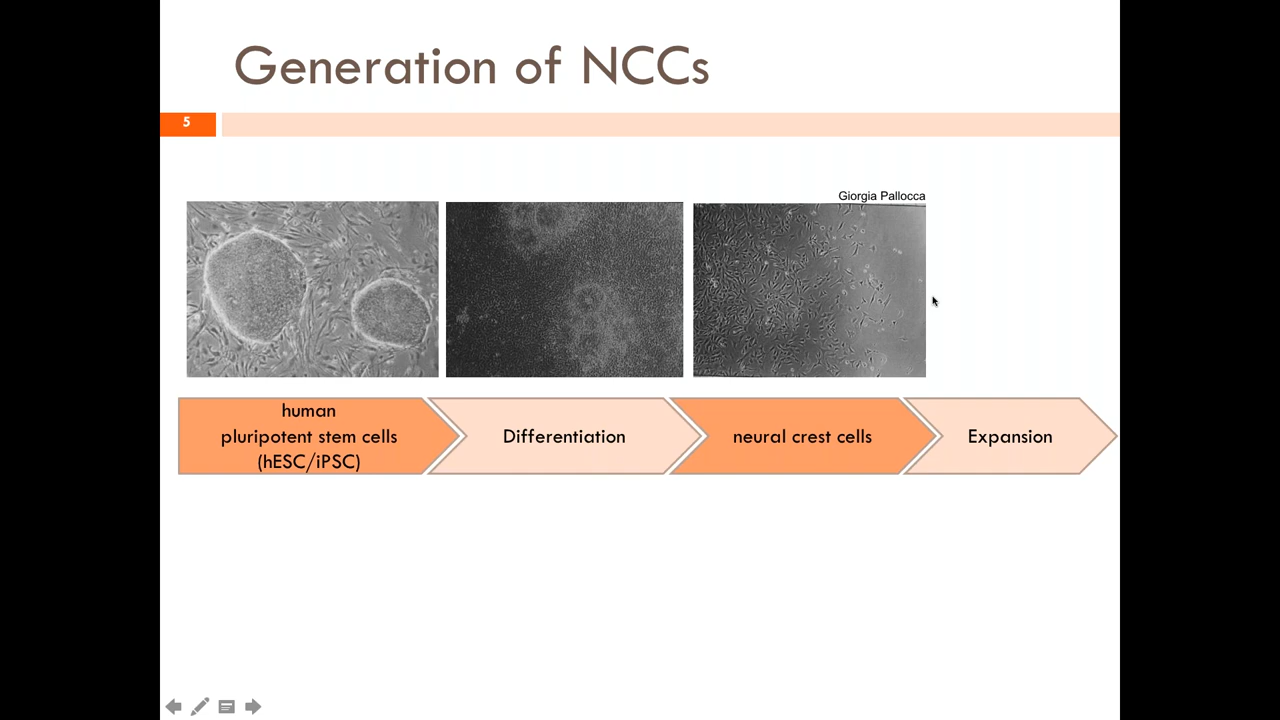 Generation of NCCs
5
Giorgia Pallocca
human
pluripotent stem cells
(hESC/iPSC)
Differentiation
neural crest cells
Expansion